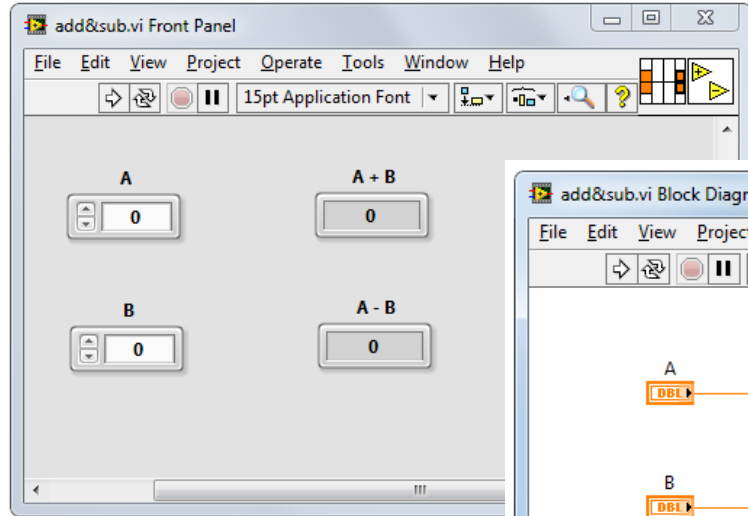 add&sub.vi Front Panel
File Edit View Project Operate Tools Window Help
15pt Application Font
A
0
A + B
0
B
0
A - B
0
add&sub.vi Block Diagr
File Edit View Project
A
DBL
B
DBL